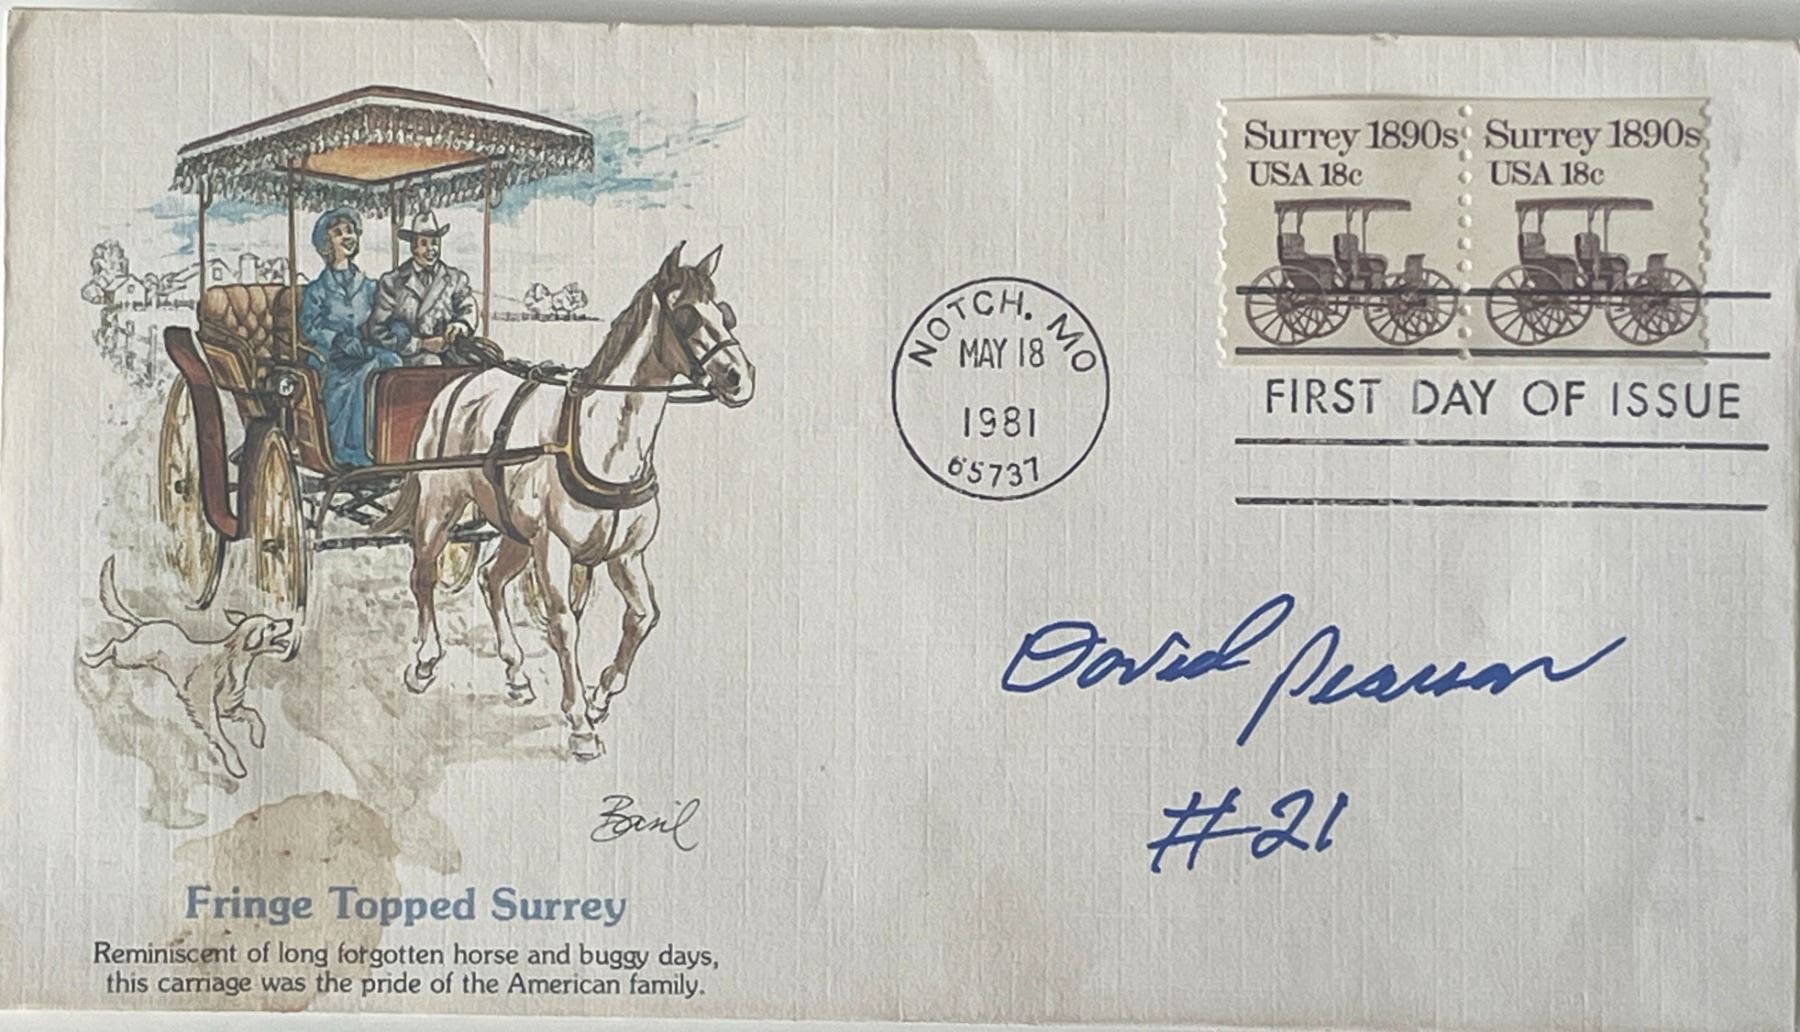 Surrey 1890s
USA 18c
Surrey 1890s
USA 18c
NOTCH. MO
MAY 18
1981
65737
FIRST DAY OF ISSUE
David Pearson
#21
Basil
Fringe Topped Surrey
Reminiscent of long forgotten horse and buggy days,
this carriage was the pride of the American family.